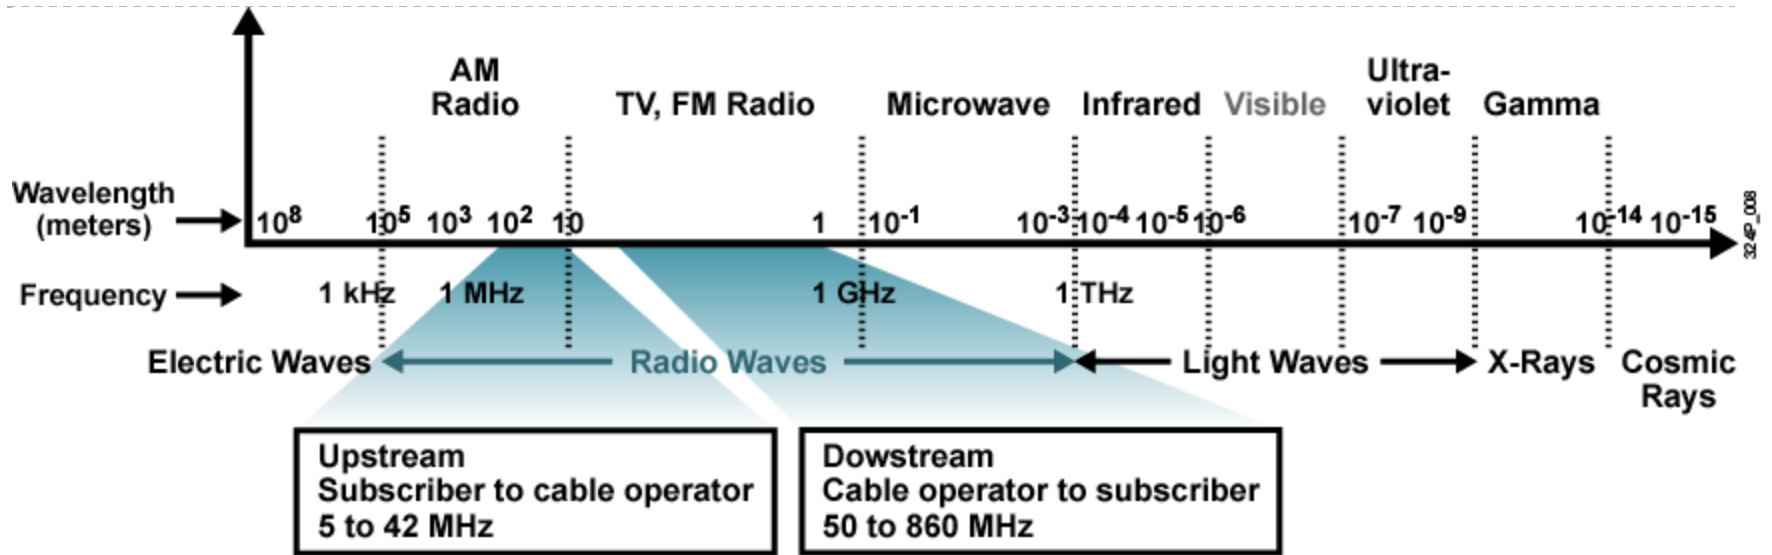 AM
Radio
TV, FM Radio
Microwave
Infrared
Visible
Ultra-
violet
Gamma
Wavelength
(meters)
10⁸ 10⁵ 10³ 10² 10 1 10⁻¹ 10⁻³ 10⁻⁴ 10⁻⁵ 10⁻⁶ 10⁻⁷ 10⁻⁹ 10⁻¹⁴ 10⁻¹⁵
324P_008
Frequency
1 kHz 1 MHz 1 GHz 1 THz
Electric Waves
Radio Waves
Light Waves
X-Rays
Cosmic
Rays
Upstream
Subscriber to cable operator
5 to 42 MHz
Dowstream
Cable operator to subscriber
50 to 860 MHz